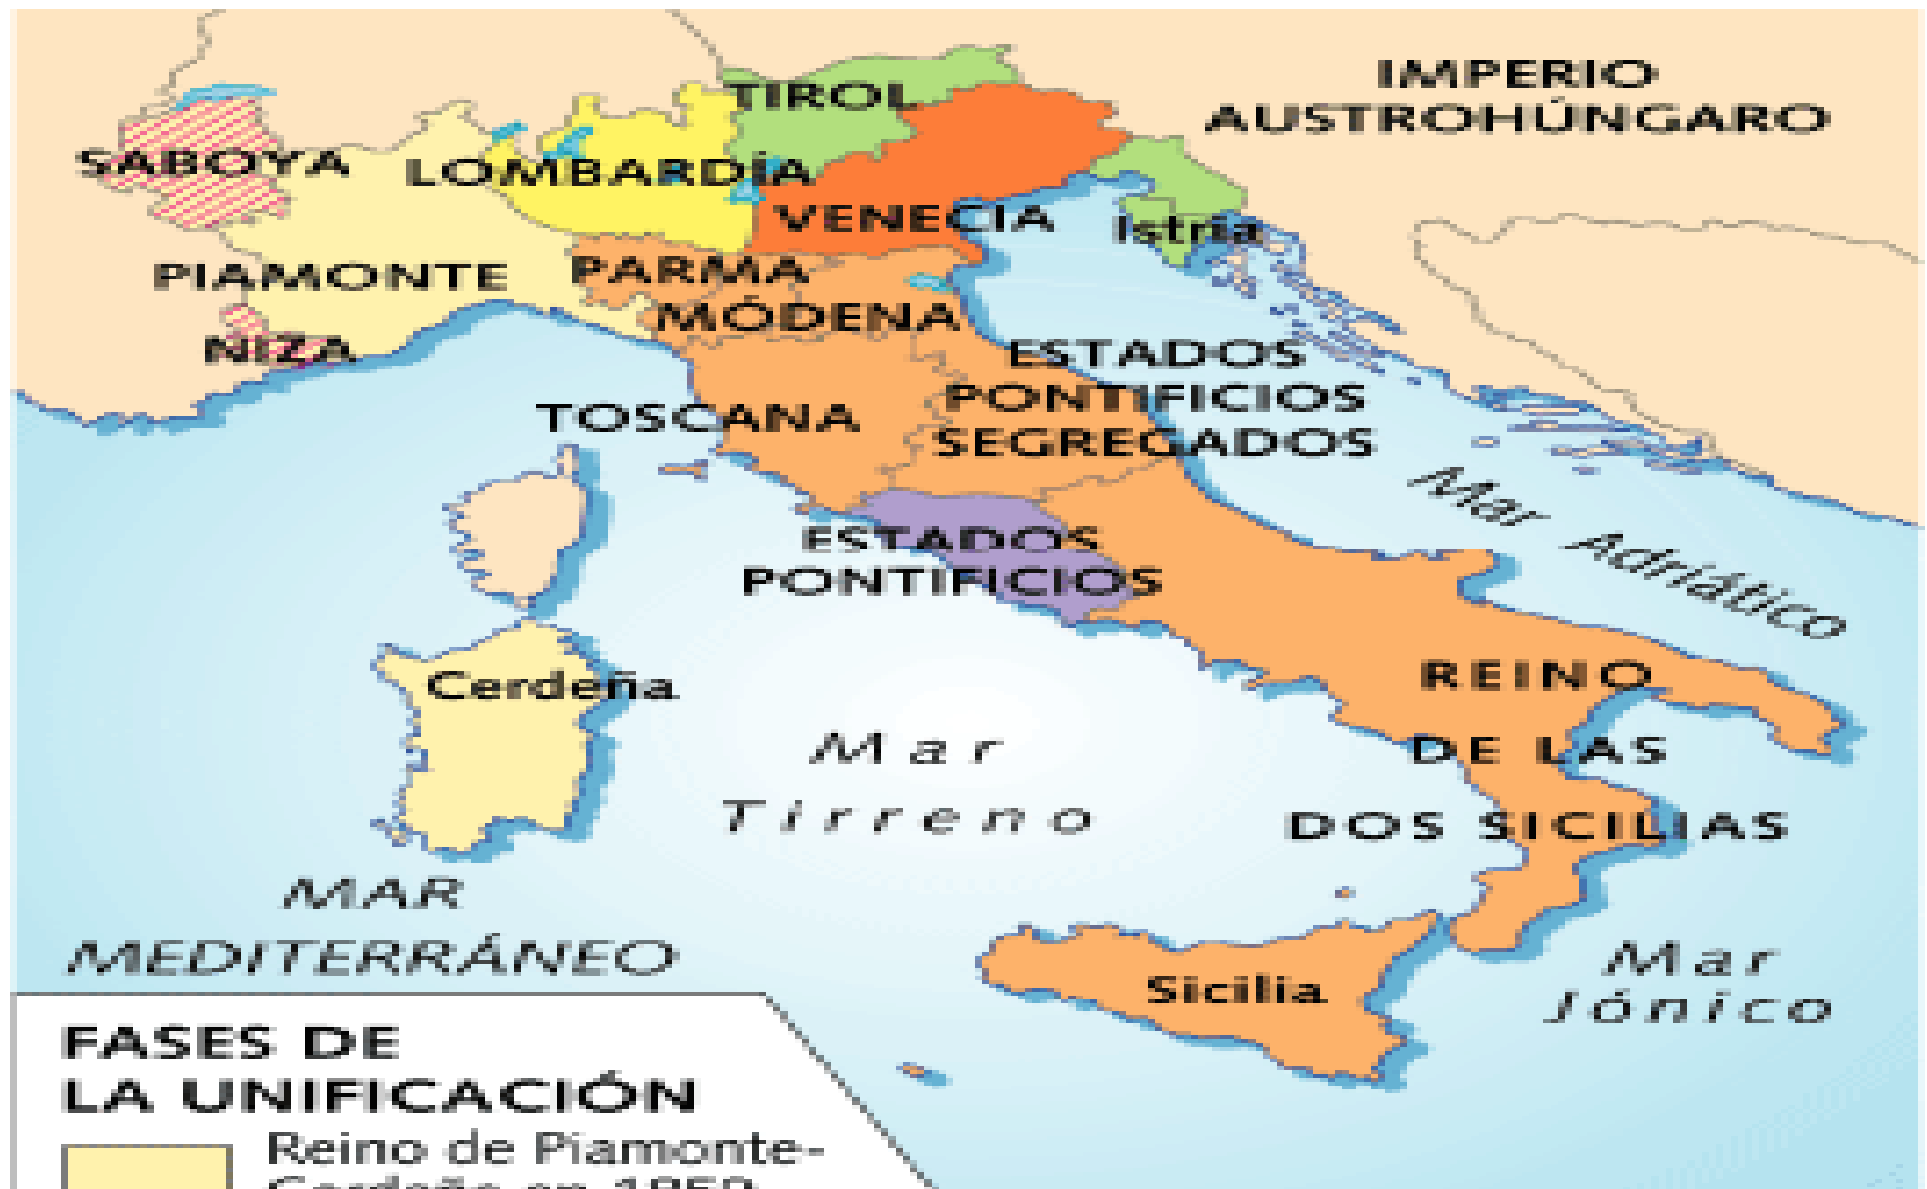 TIROL
IMPERIO
AUSTROHÚNGARO
SABOYA
LOMBARDÍA
VENECIA
Istria
PIAMONTE
PARMA
MÓDENA
NIZA
ESTADOS
PONTIFICIOS
SEGREGADOS
TOSCANA
Mar Adriático
ESTADOS
PONTIFICIOS
Cerdeña
REINO
DE LAS
DOS SICILIAS
Mar
Tirreno
MAR
MEDITERRÁNEO
Sicilia
Mar
Jónico
FASES DE
LA UNIFICACIÓN
Reino de Piamonte-
Cerdeña en